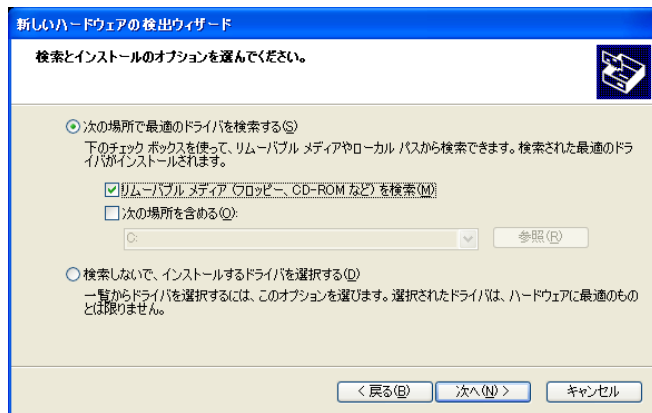 新しいハードウェアの検出ウィザード
検索とインストールのオプションを選んでください。
次の場所で最適のドライバを検索する(S)
下のチェック ボックスを使って、リムーバブル メディアやローカル パスから検索できます。検索された最適のドラ
イバがインストールされます。
リムーバブル メディア (フロッピー、CD-ROM など) を検索(M)
次の場所を含める(O):
C:
参照(R)
検索しないで、インストールするドライバを選択する(D)
一覧からドライバを選択するには、このオプションを選びます。選択されたドライバは、ハードウェアに最適のもの
とは限りません。
< 戻る(B)
次へ(N) >
キャンセル